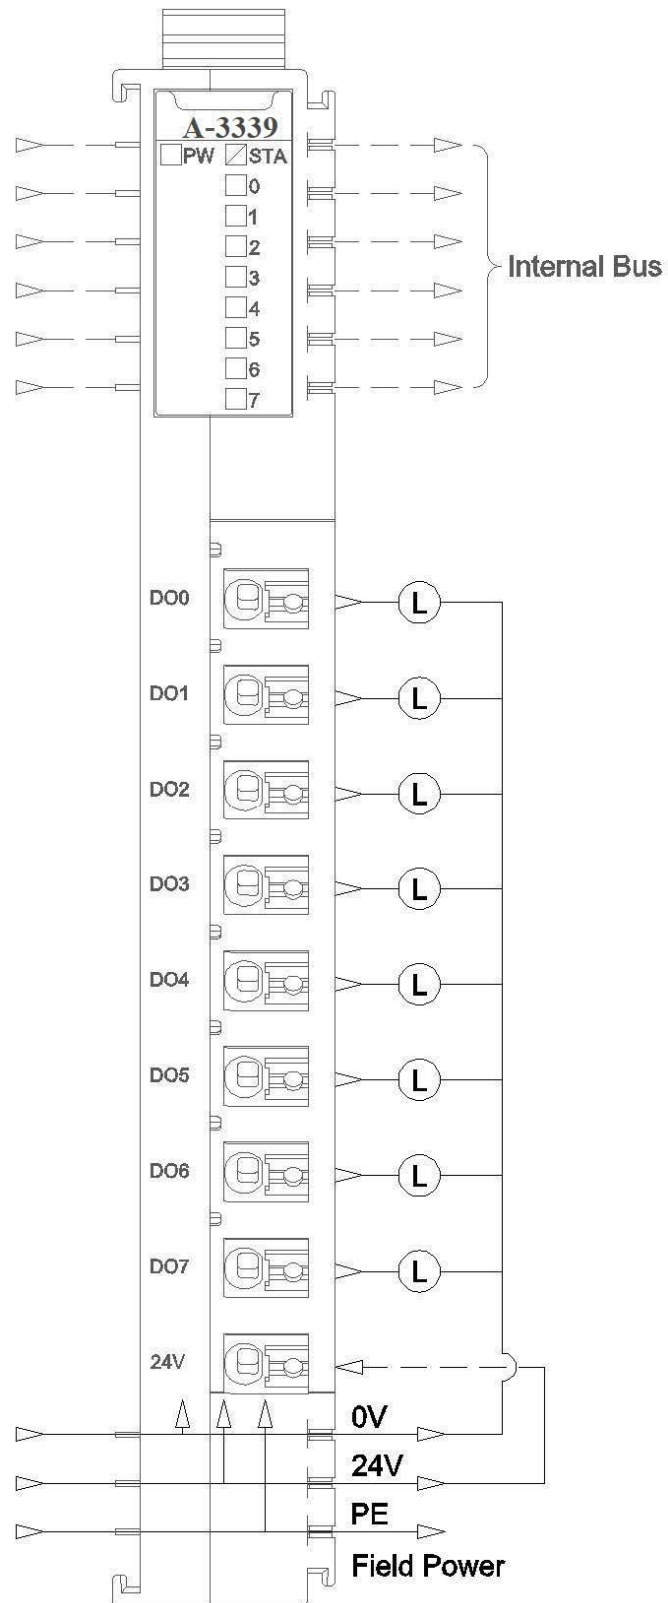 A-3339
PW STA
0
1
2
3
4
5
6
7
Internal Bus
DO0 L
DO1 L
DO2 L
DO3 L
DO4 L
DO5 L
DO6 L
DO7 L
24V
0V
24V
PE
Field Power